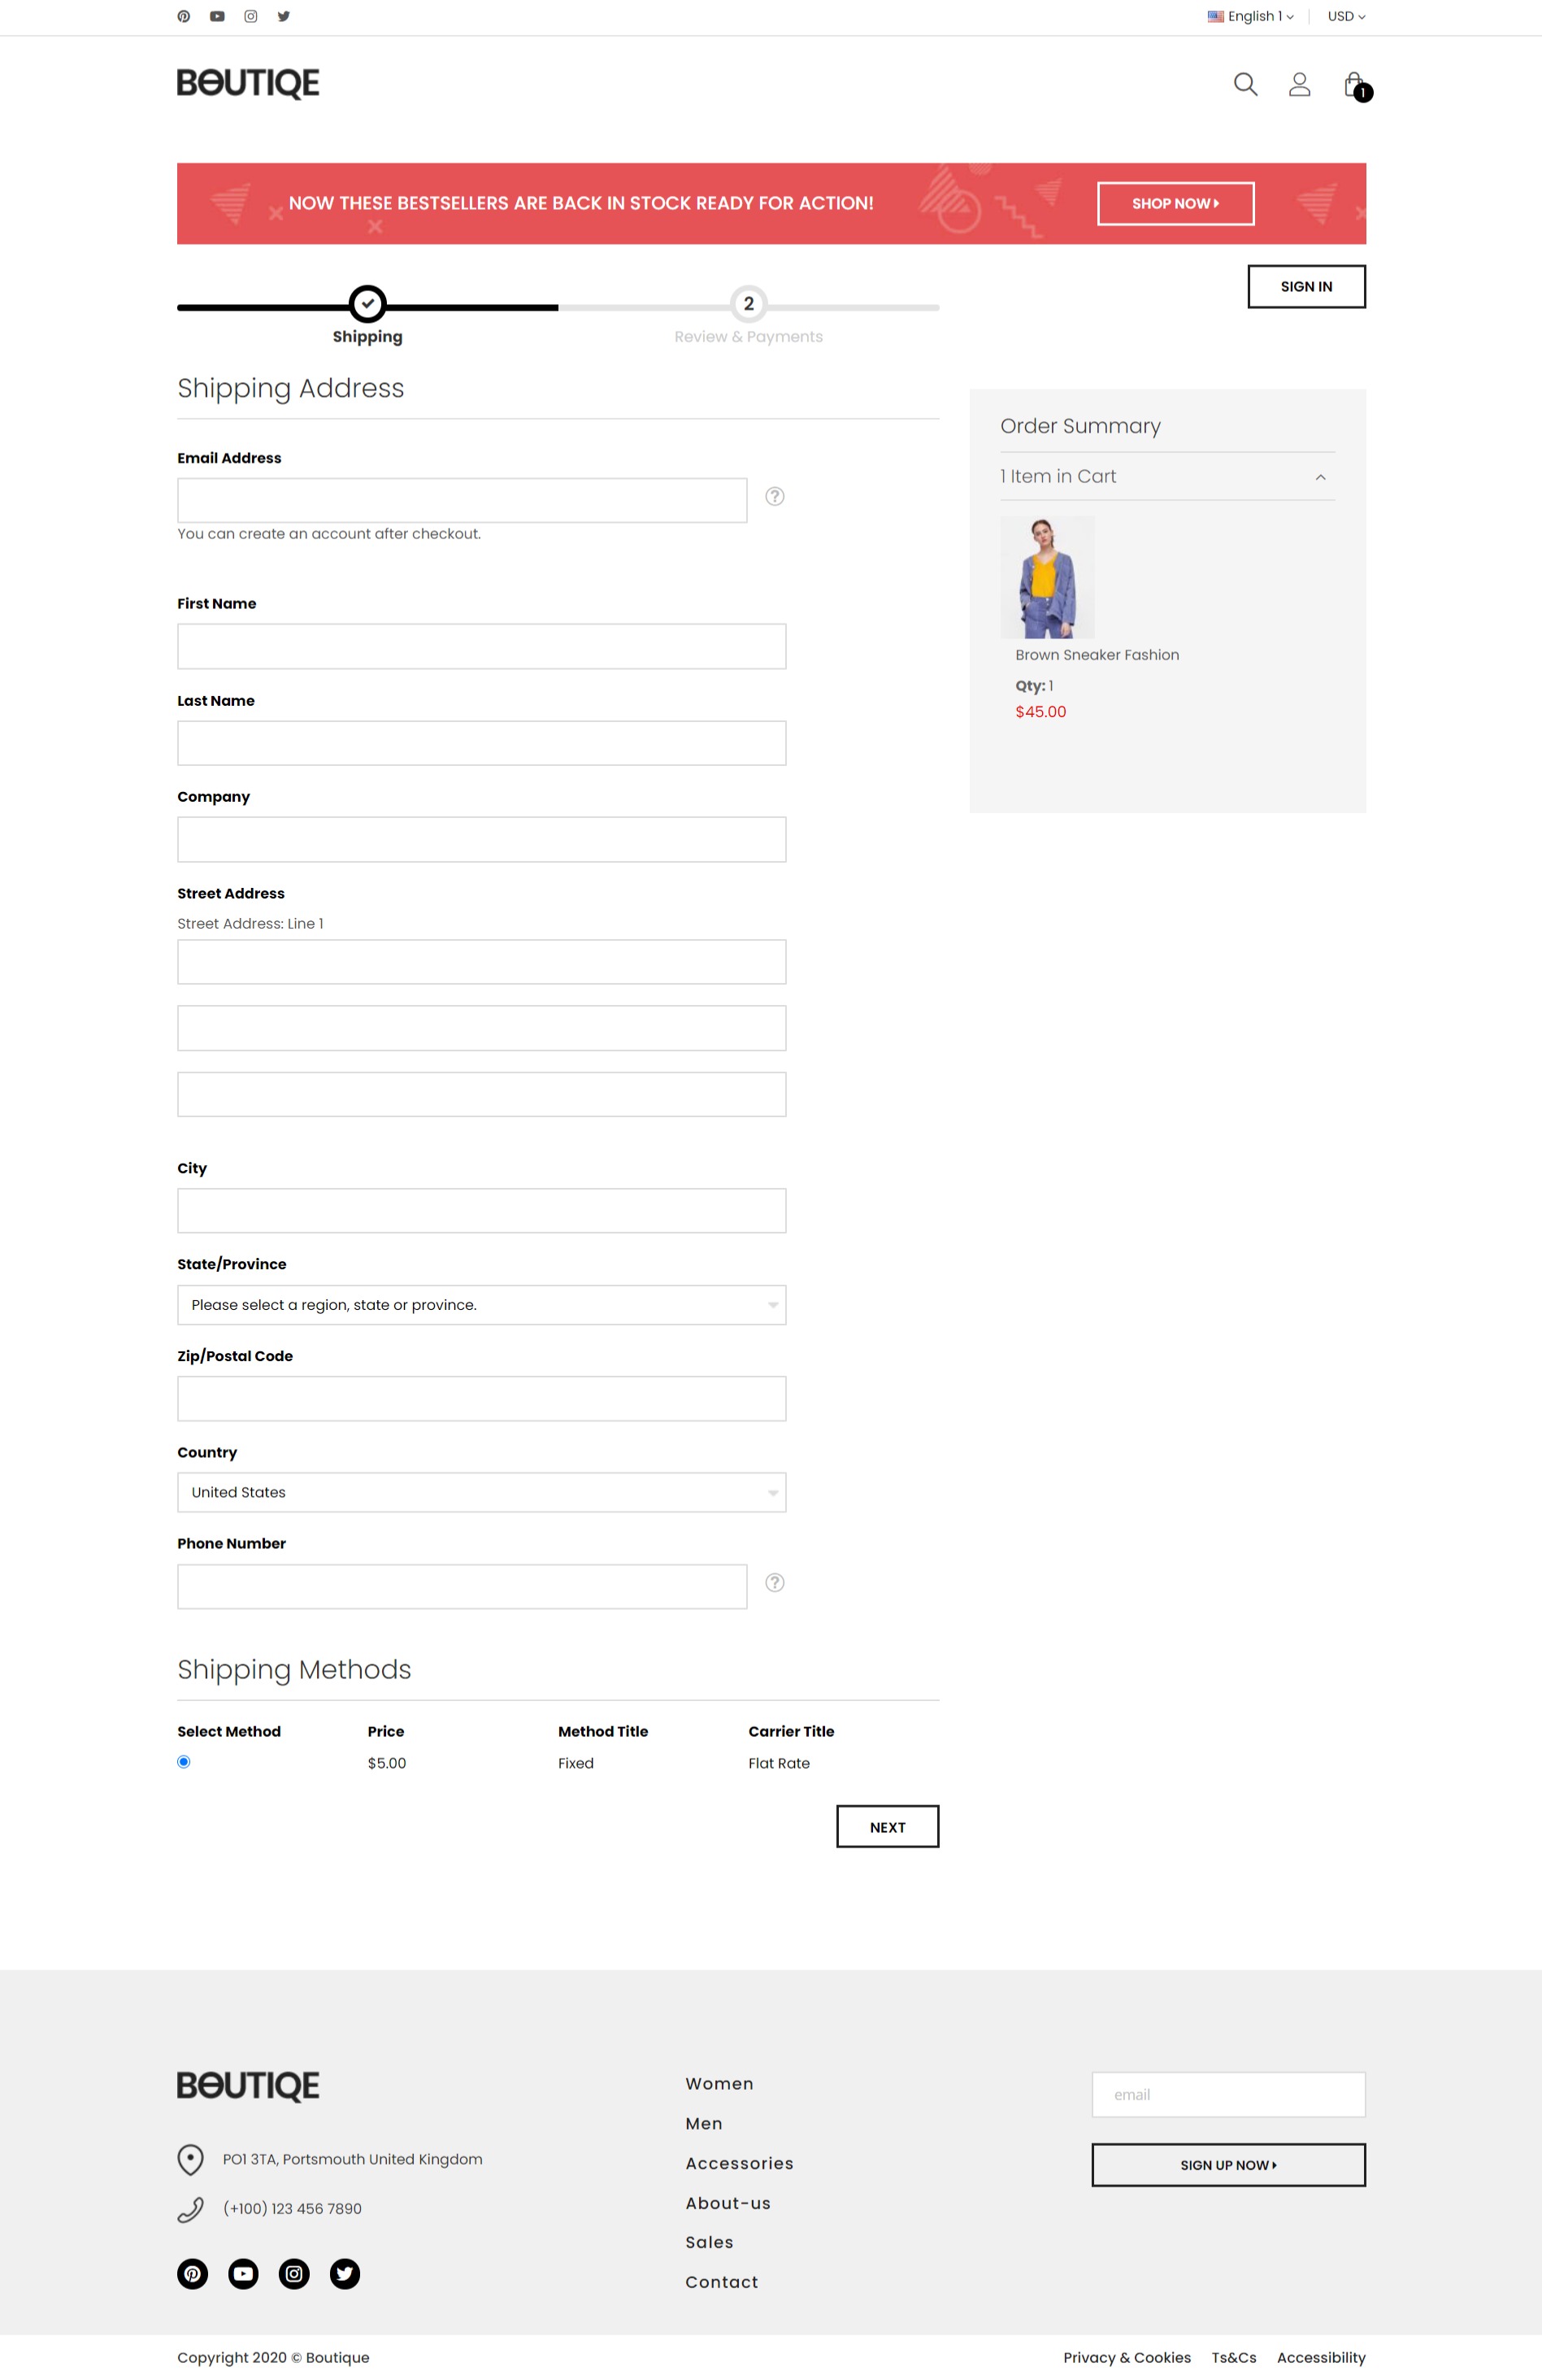 English 1
USD
BOUTIQE
1
NOW THESE BESTSELLERS ARE BACK IN STOCK READY FOR ACTION!
SHOP NOW
SIGN IN
2
Shipping
Review & Payments
Shipping Address
Email Address
?
You can create an account after checkout.
First Name
Last Name
Company
Street Address
Street Address: Line 1
City
State/Province
Please select a region, state or province.
Zip/Postal Code
Country
United States
Phone Number
?
Shipping Methods
Select Method Price Method Title Carrier Title
$5.00 Fixed Flat Rate
NEXT
Order Summary
1 Item in Cart
Brown Sneaker Fashion
Qty: 1
$45.00
BOUTIQE
PO1 3TA, Portsmouth United Kingdom
(+100) 123 456 7890
Women
Men
Accessories
About-us
Sales
Contact
email
SIGN UP NOW
Copyright 2020 © Boutique
Privacy & Cookies Ts&Cs Accessibility